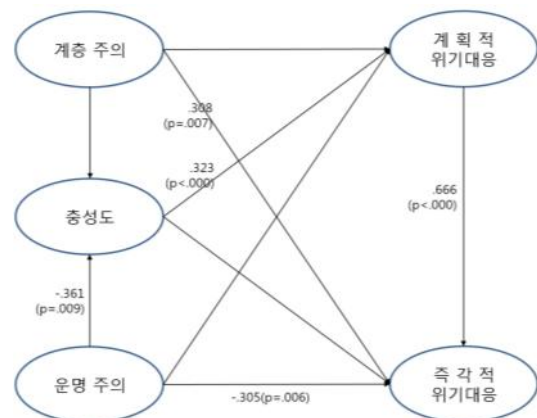 계층 주의
계 획 적
위기대응
.308
(p=.007)
.323
(p<.000)
.666
(p<.000)
충성도
-.361
(p=.009)
운명 주의
-.305(p=.006)
즉 각 적
위기대응